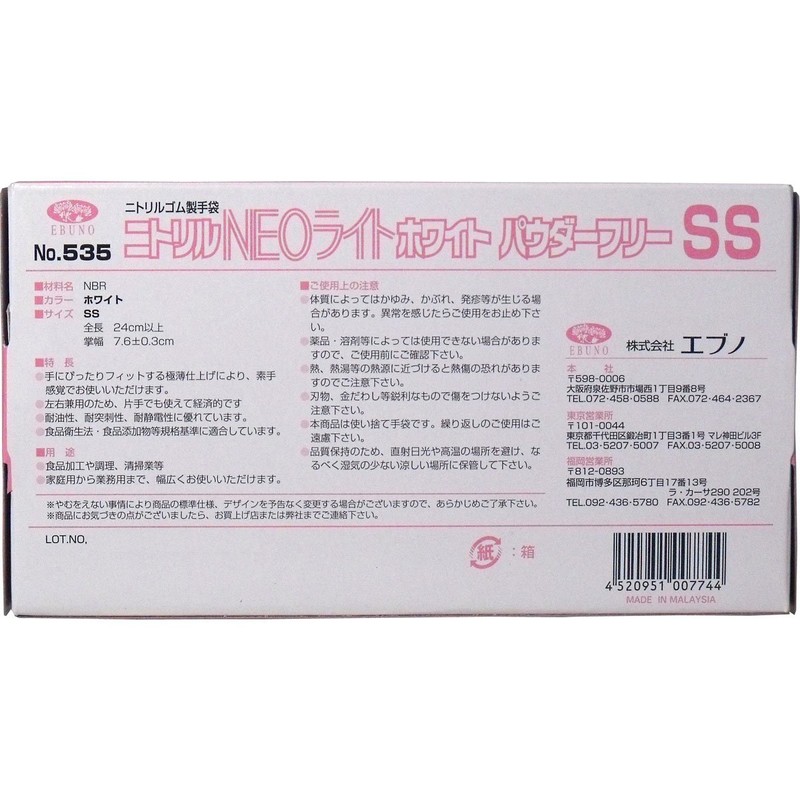 EBUNO
No.535
ニトリルゴム製手袋
ニトリルNEOライトホワイト パウダーフリー SS
■材料名 NBR
■カラー ホワイト
■サイズ SS
全長 24cm以上
掌幅 7.6±0.3cm
■特 長
●手にぴったりフィットする極薄仕上げにより、素手
感覚でお使いいただけます。
●左右兼用のため、片手でも使えて経済的です
●耐油性、耐突刺性、耐静電性に優れています。
●食品衛生法・食品添加物等規格基準に適合しています。
■用 途
●食品加工や調理、清掃業等
●家庭用から業務用まで、幅広くお使いいただけます。
■ご使用上の注意
●体質によってはかゆみ、かぶれ、発疹等が生じる場
合があります。異常を感じたらご使用をお止め下さ
い。
●薬品・溶剤等によっては使用できない場合がありま
すので、ご使用前にご確認下さい。
●熱、熱湯等の熱源に近づけると熱傷の恐れがあり
ますのでご注意下さい。
●刃物、金だわし等鋭利なもので傷をつけないよう
ご注意下さい。
●本商品は使い捨て手袋です。繰り返しのご使用はご
遠慮下さい。
●品質保持のため、直射日光や高温の場所を避け、な
るべく湿気の少ない涼しい場所に保管して下さい。
EBUNO
株式会社 エブノ
本 社
〒598-0006
大阪府泉佐野市市場西1丁目9番8号
TEL.072-458-0588 FAX.072-464-2367
東京営業所
〒101-0044
東京都千代田区鍛冶町1丁目3番1号 マレ神田ビル3F
TEL.03-5207-5007 FAX.03-5207-5008
福岡営業所
〒812-0893
福岡市博多区那珂6丁目17番13号
ラ・カーサ290 202号
TEL.092-436-5780 FAX.092-436-5782
※やむをえない事情により商品の標準仕様、デザインを予告なく変更する場合がございますので、あらかじめご了承下さい。
※商品にお気づきの点がございましたら、お買上げ店または弊社までご連絡下さい。
LOT.NO,
紙 : 箱
4 520951 007744
MADE IN MALAYSIA